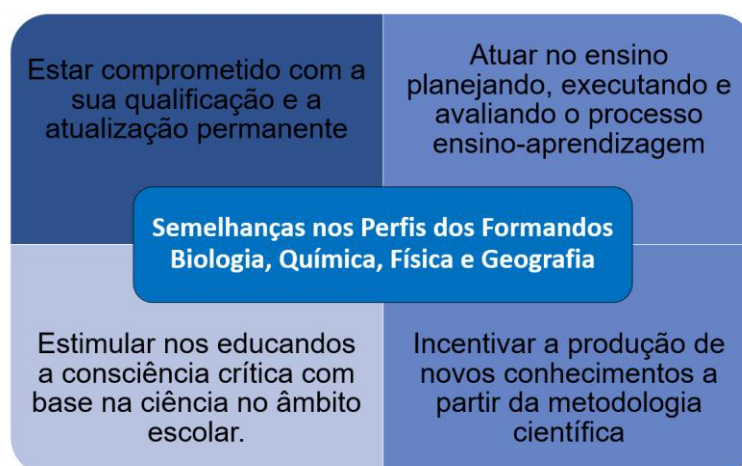 Estar comprometido com a
sua qualificação e a
atualização permanente
Atuar no ensino
planejando, executando e
avaliando o processo
ensino-aprendizagem
Semelhanças nos Perfis dos Formandos
Biologia, Química, Física e Geografia
Estimular nos educandos
a consciência crítica com
base na ciência no âmbito
escolar.
Incentivar a produção de
novos conhecimentos a
partir da metodologia
científica